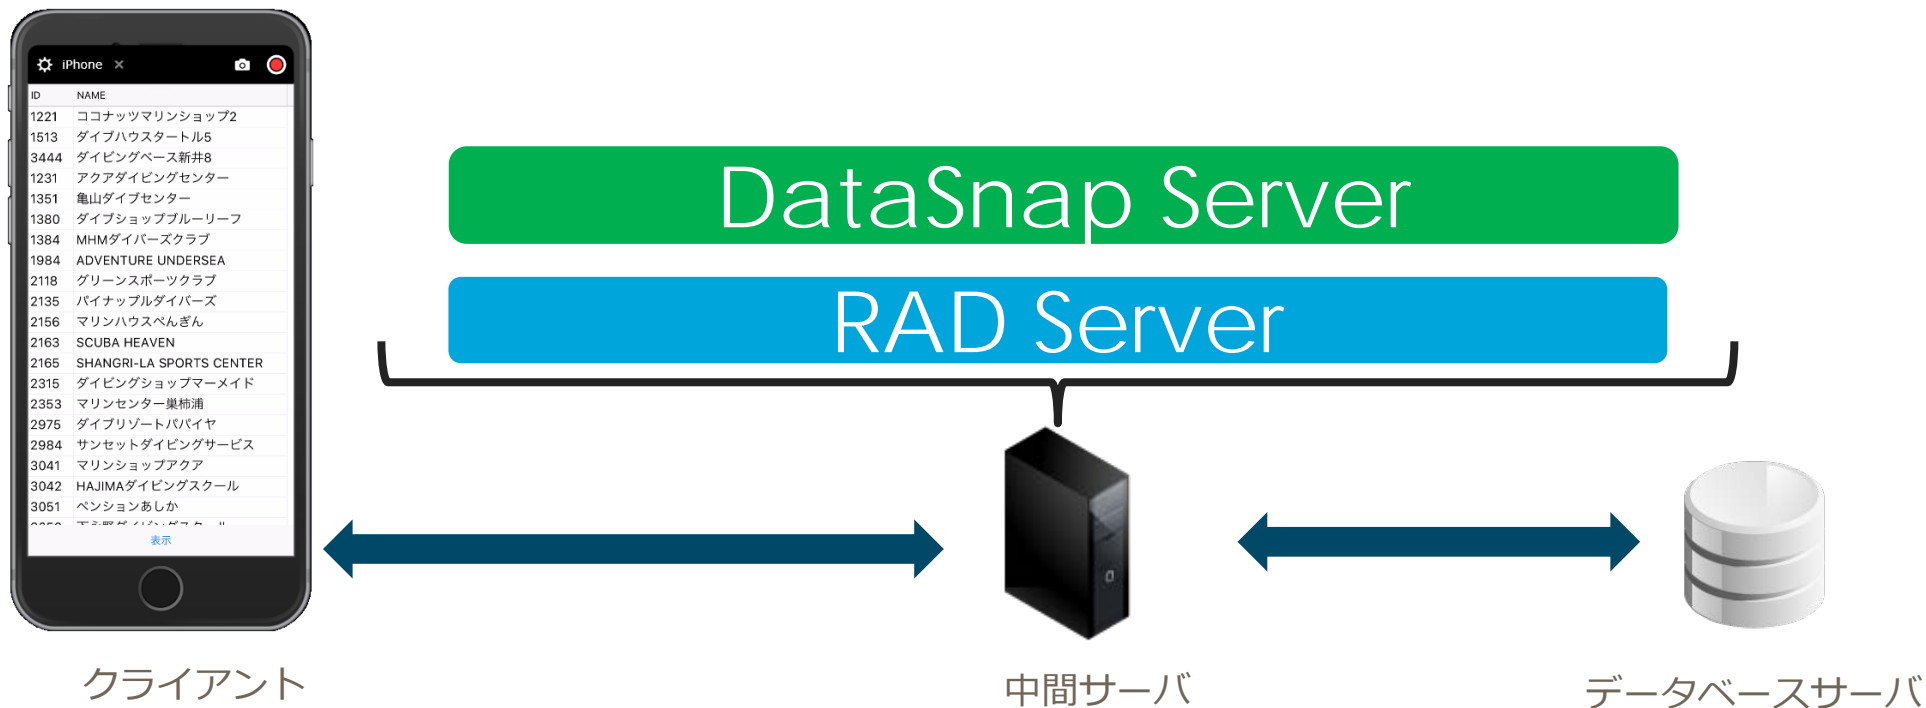 iPhone ×
ID NAME
1221 ココナッツマリンショップ2
1513 ダイブハウスタートル5
3444 ダイビングベース新井8
1231 アクアダイビングセンター
1351 亀山ダイブセンター
1380 ダイブショップブルーリーフ
1384 MHMダイバーズクラブ
1984 ADVENTURE UNDERSEA
2118 グリーンスポーツクラブ
2135 パイナップルダイバーズ
2156 マリンハウスぺんぎん
2163 SCUBA HEAVEN
2165 SHANGRI-LA SPORTS CENTER
2315 ダイビングショップマーメイド
2353 マリンセンター巣柿浦
2975 ダイブリゾートパパイヤ
2984 サンセットダイビングサービス
3041 マリンショップアクア
3042 HAJIMAダイビングスクール
3051 ペンションあしか
表示
DataSnap Server
RAD Server
クライアント
中間サーバ
データベースサーバ